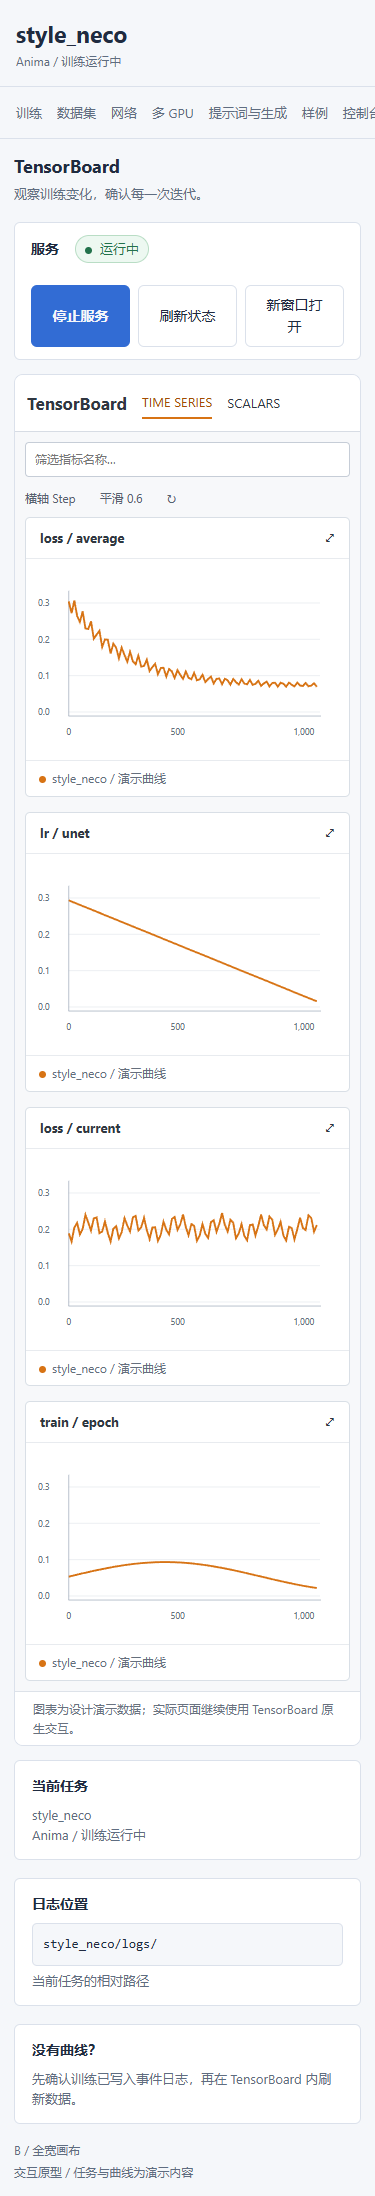 style_neco
Anima / 训练运行中
训练 数据集 网络 多 GPU 提示词与生成 样例 控制台
TensorBoard
观察训练变化，确认每一次迭代。
服务 运行中
停止服务 刷新状态 新窗口打
开
TensorBoard TIME SERIES SCALARS
筛选指标名称...
横轴 Step 平滑 0.6 ↻
loss / average ⤢
0.3
0.2
0.1
0.0
0 500 1,000
style_neco / 演示曲线
lr / unet ⤢
0.3
0.2
0.1
0.0
0 500 1,000
style_neco / 演示曲线
loss / current ⤢
0.3
0.2
0.1
0.0
0 500 1,000
style_neco / 演示曲线
train / epoch ⤢
0.3
0.2
0.1
0.0
0 500 1,000
style_neco / 演示曲线
图表为设计演示数据；实际页面继续使用 TensorBoard 原
生交互。
当前任务
style_neco
Anima / 训练运行中
日志位置
style_neco/logs/
当前任务的相对路径
没有曲线？
先确认训练已写入事件日志，再在 TensorBoard 内刷
新数据。
B / 全宽画布
交互原型 / 任务与曲线为演示内容